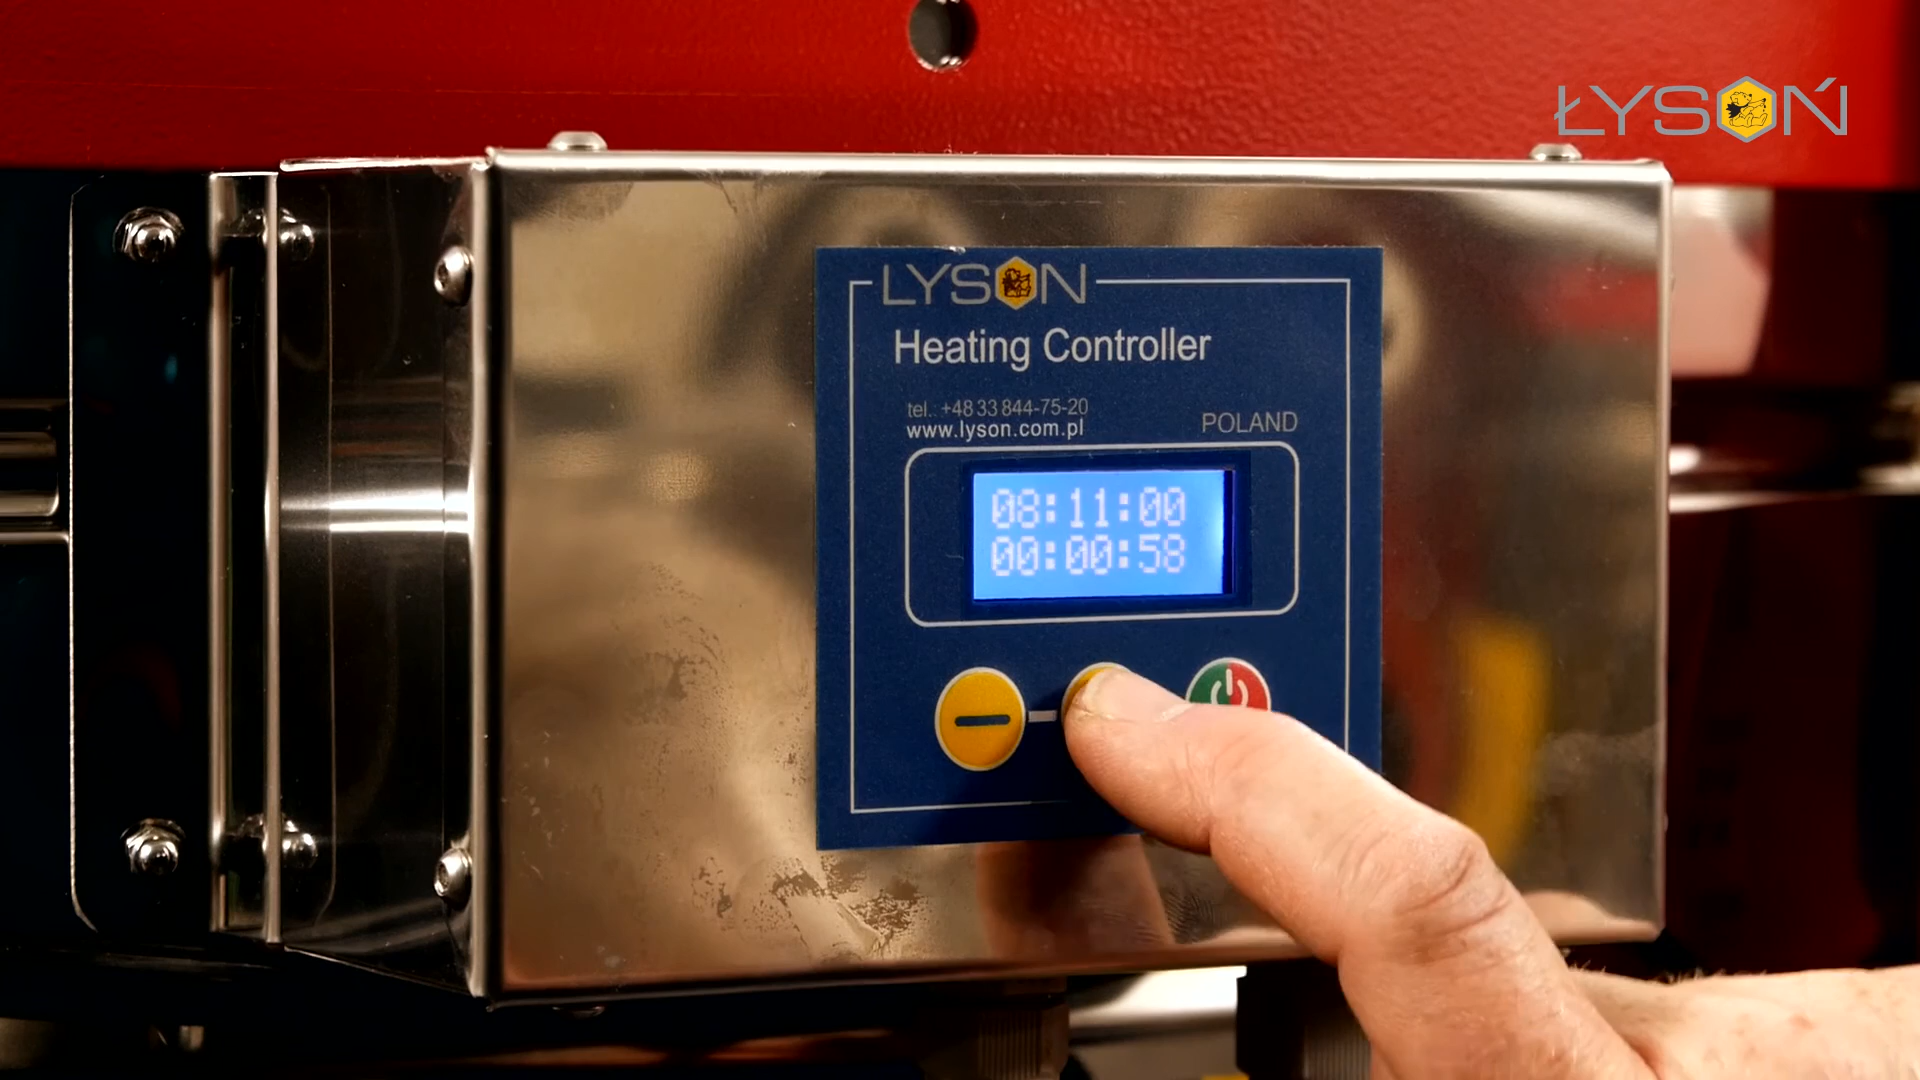 ŁYSOŃ
LYSON
Heating Controller
tel.: +48 33 844-75-20
www.lyson.com.pl
POLAND
08:11:00
00:00:58